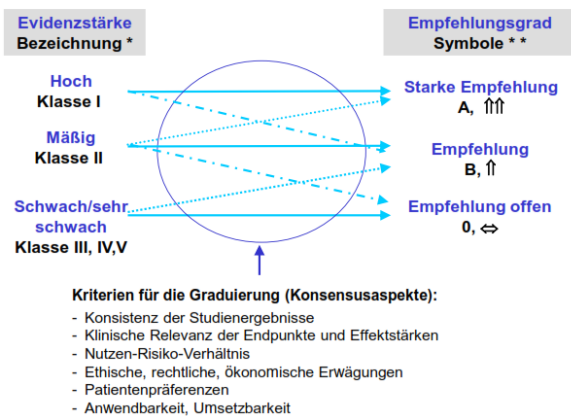 Evidenzstärke
Bezeichnung *
Empfehlungsgrad
Symbole * *
Hoch
Klasse I
Starke Empfehlung
A, ⇑⇑
Mäßig
Klasse II
Empfehlung
B, ⇑
Schwach/sehr
schwach
Klasse III, IV,V
Empfehlung offen
0, ⇔
Kriterien für die Graduierung (Konsensusaspekte):
- Konsistenz der Studienergebnisse
- Klinische Relevanz der Endpunkte und Effektstärken
- Nutzen-Risiko-Verhältnis
- Ethische, rechtliche, ökonomische Erwägungen
- Patientenpräferenzen
- Anwendbarkeit, Umsetzbarkeit